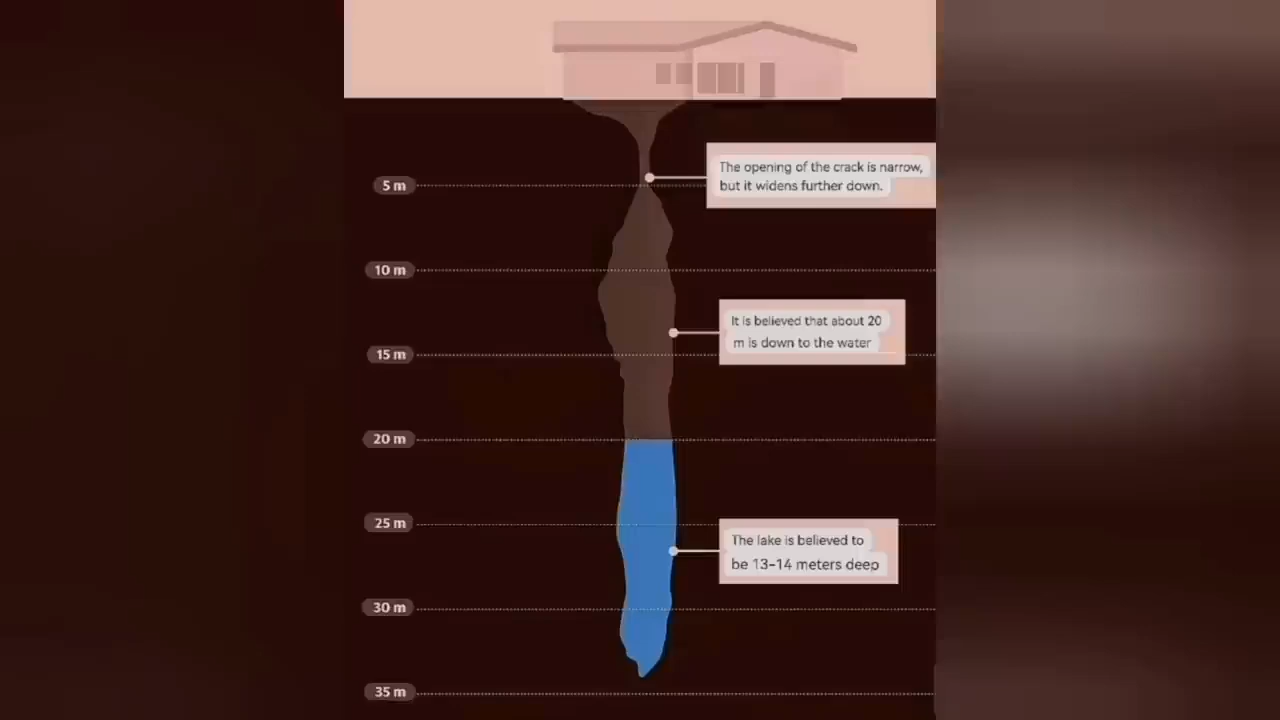 The opening of the crack is narrow,
but it widens further down.
5 m
10 m
It is believed that about 20
m is down to the water
15 m
20 m
25 m
The lake is believed to
be 13-14 meters deep
30 m
35 m